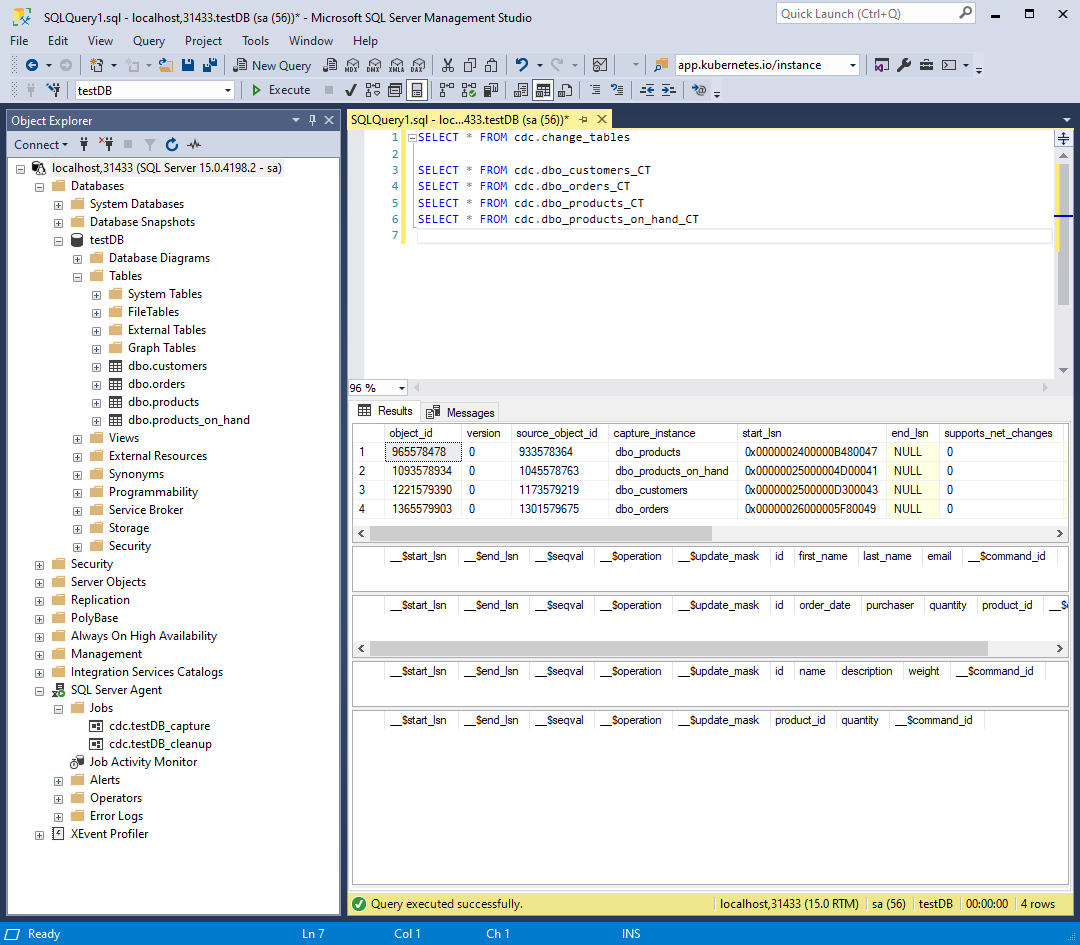 SQLQuery1.sql - localhost,31433.testDB (sa (56))* - Microsoft SQL Server Management Studio
Quick Launch (Ctrl+Q)
File Edit View Query Project Tools Window Help
New Query MDX DMX XMLA DAX app.kubernetes.io/instance
testDB Execute
Object Explorer
Connect
localhost,31433 (SQL Server 15.0.4198.2 - sa)
Databases
System Databases
Database Snapshots
testDB
Database Diagrams
Tables
System Tables
FileTables
External Tables
Graph Tables
dbo.customers
dbo.orders
dbo.products
dbo.products_on_hand
Views
External Resources
Synonyms
Programmability
Service Broker
Storage
Security
Security
Server Objects
Replication
PolyBase
Always On High Availability
Management
Integration Services Catalogs
SQL Server Agent
Jobs
cdc.testDB_capture
cdc.testDB_cleanup
Job Activity Monitor
Alerts
Operators
Error Logs
XEvent Profiler
SQLQuery1.sql - loc...433.testDB (sa (56))*
1 SELECT * FROM cdc.change_tables
2
3 SELECT * FROM cdc.dbo_customers_CT
4 SELECT * FROM cdc.dbo_orders_CT
5 SELECT * FROM cdc.dbo_products_CT
6 SELECT * FROM cdc.dbo_products_on_hand_CT
7
96 %
Results Messages
object_id version source_object_id capture_instance start_lsn end_lsn supports_net_changes
1 965578478 0 933578364 dbo_products 0x0000002400000B480047 NULL 0
2 1093578934 0 1045578763 dbo_products_on_hand 0x00000025000004D00041 NULL 0
3 1221579390 0 1173579219 dbo_customers 0x0000002500000D300043 NULL 0
4 1365579903 0 1301579675 dbo_orders 0x00000026000005F80049 NULL 0
__$start_lsn __$end_lsn __$seqval __$operation __$update_mask id first_name last_name email __$command_id
__$start_lsn __$end_lsn __$seqval __$operation __$update_mask id order_date purchaser quantity product_id __$
__$start_lsn __$end_lsn __$seqval __$operation __$update_mask id name description weight __$command_id
__$start_lsn __$end_lsn __$seqval __$operation __$update_mask product_id quantity __$command_id
Query executed successfully. localhost,31433 (15.0 RTM) sa (56) testDB 00:00:00 4 rows
Ready Ln 7 Col 1 Ch 1 INS